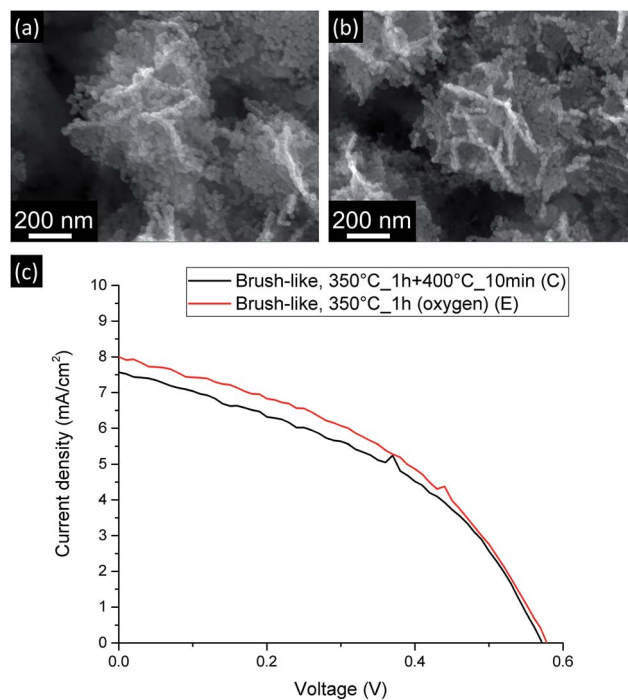 (a)
200 nm
(b)
200 nm
(c)
Brush-like, 350°C_1h+400°C_10min (C)
Brush-like, 350°C_1h (oxygen) (E)
Current density (mA/cm²)
10
9
8
7
6
5
4
3
2
1
0
0.0
0.2
0.4
0.6
Voltage (V)